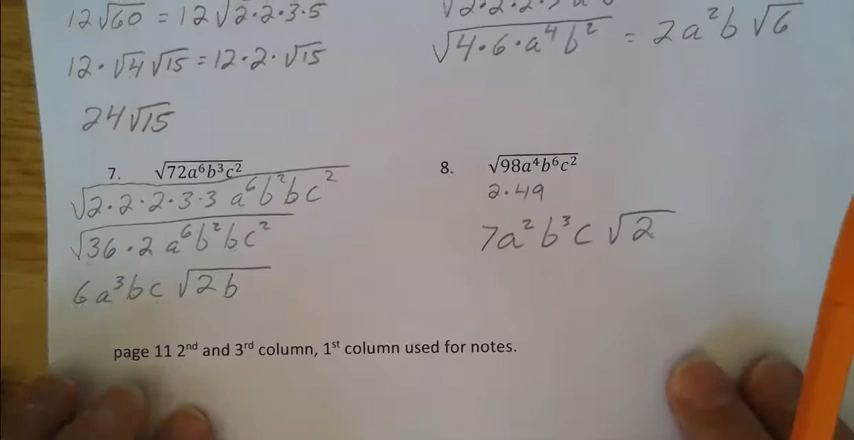 12√60 = 12√2·2·3·5
12·√4√15 = 12·2·√15
24√15
√4·6·a⁴b² = 2a²b√6
7. √72a⁶b³c²
√2·2·2·3·3 a⁶b²bc²
√36·2 a⁶b²bc²
6a³bc√2b
8. √98a⁴b⁶c²
2·49
7a²b³c√2
page 11 2nd and 3rd column, 1st column used for notes.